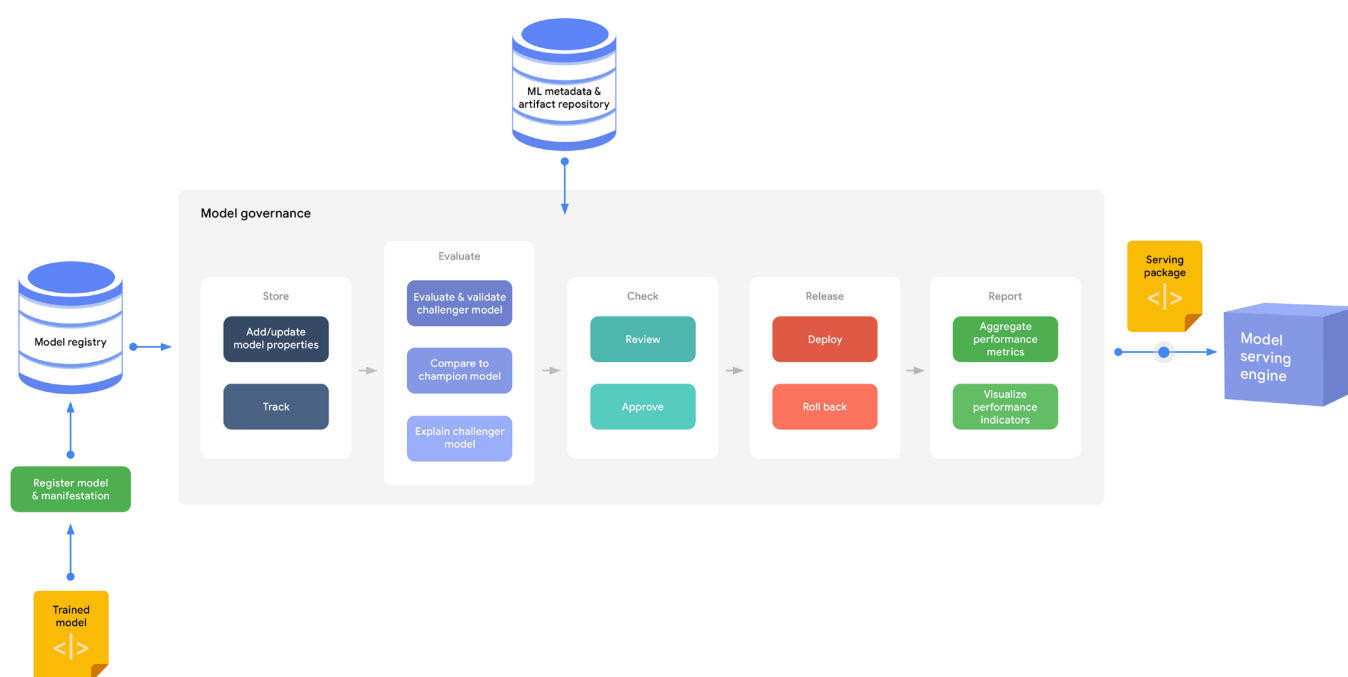 ML metadata &
artifact repository
Model governance
Model registry
Register model
& manifestation
Trained
model
</>
Store
Add/update
model properties
Track
Evaluate
Evaluate & validate
challenger model
Compare to
champion model
Explain challenger
model
Check
Review
Approve
Release
Deploy
Roll back
Report
Aggregate
performance
metrics
Visualize
performance
indicators
Serving
package
<|>
Model
serving
engine